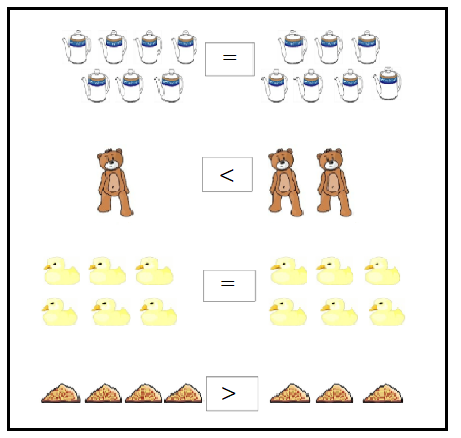 =
<
=
>